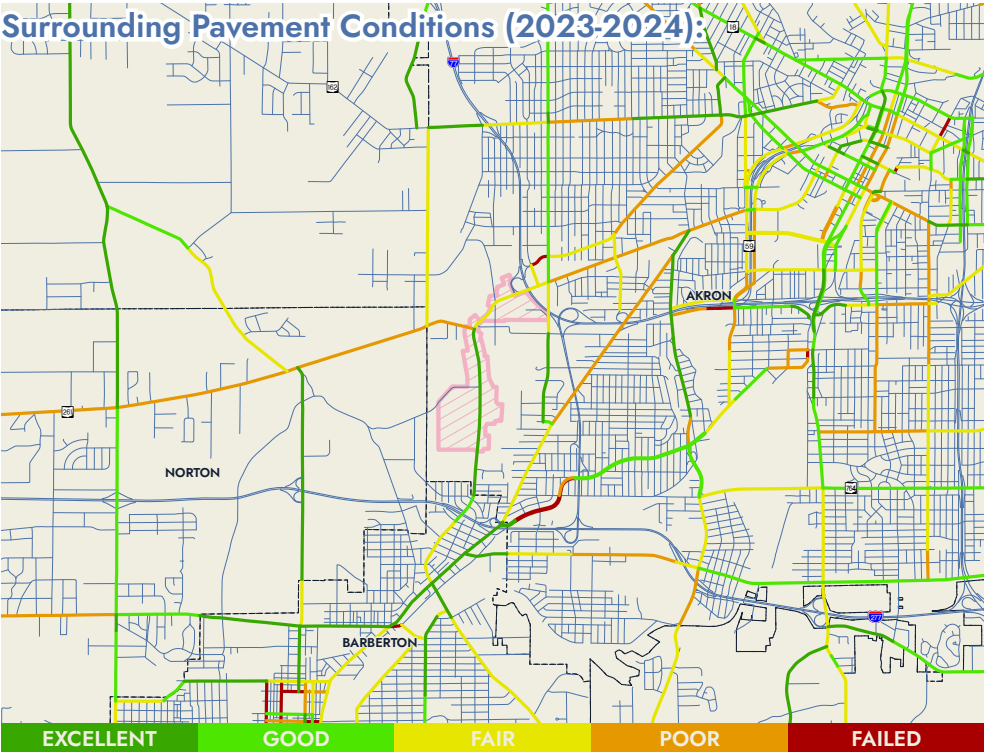 Surrounding Pavement Conditions (2023-2024):
18
77
162
59
AKRON
261
NORTON
764
277
BARBERTON
EXCELLENT GOOD FAIR POOR FAILED